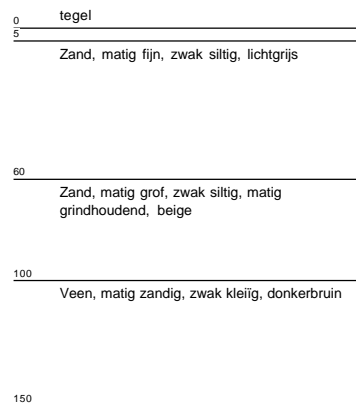 tegel
0
5
Zand, matig fijn, zwak siltig, lichtgrijs
60
Zand, matig grof, zwak siltig, matig
grindhoudend, beige
100
Veen, matig zandig, zwak kleiïg, donkerbruin
150